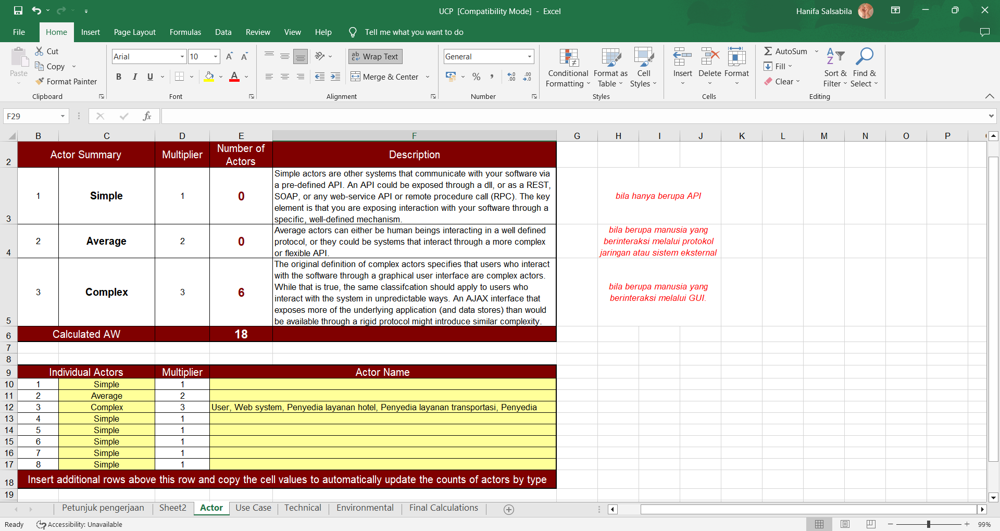 UCP [Compatibility Mode] - Excel
Hanifa Salsabila
File
Home
Insert
Page Layout
Formulas
Data
Review
View
Help
Tell me what you want to do
Paste
Cut
Copy
Format Painter
Clipboard
Arial
10
B I U
Font
Wrap Text
Merge & Center
Alignment
General
Number
Conditional Formatting
Format as Table
Cell Styles
Styles
Insert
Delete
Format
Cells
AutoSum
Fill
Clear
Sort & Filter
Find & Select
Editing
F29
fx
B C D E F G H I J K L M N O P
2 Actor Summary Multiplier Number of Actors Description
Simple actors are other systems that communicate with your software via
a pre-defined API. An API could be exposed through a dll, or as a REST,
3 1 Simple 1 0 SOAP, or any web-service API or remote procedure call (RPC). The key bila hanya berupa API
element is that you are exposing interaction with your software through a
specific, well-defined mechanism.
Average actors can either be human beings interacting in a well defined bila berupa manusia yang
4 2 Average 2 0 protocol, or they could be systems that interact through a more complex berinteraksi melalui protokol
or flexible API. jaringan atau sistem eksternal
The original definition of complex actors specifies that users who interact
with the software through a graphical user interface are complex actors.
While that is true, the same classifcation should apply to users who bila berupa manusia yang
5 3 Complex 3 6 interact with the system in unpredictable ways. An AJAX interface that berinteraksi melalui GUI.
exposes more of the underlying application (and data stores) than would
be available through a rigid protocol might introduce similar complexity.
6 Calculated AW 18
7
8
9 Individual Actors Multiplier Actor Name
10 1 Simple 1
11 2 Average 2
12 3 Complex 3 User, Web system, Penyedia layanan hotel, Penyedia layanan transportasi, Penyedia
13 4 Simple 1
14 5 Simple 1
15 6 Simple 1
16 7 Simple 1
17 8 Simple 1
18 Insert additional rows above this row and copy the cell values to automatically update the counts of actors by type
19
Petunjuk pengerjaan
Sheet2
Actor
Use Case
Technical
Environmental
Final Calculations
Ready
Accessibility: Unavailable
99%